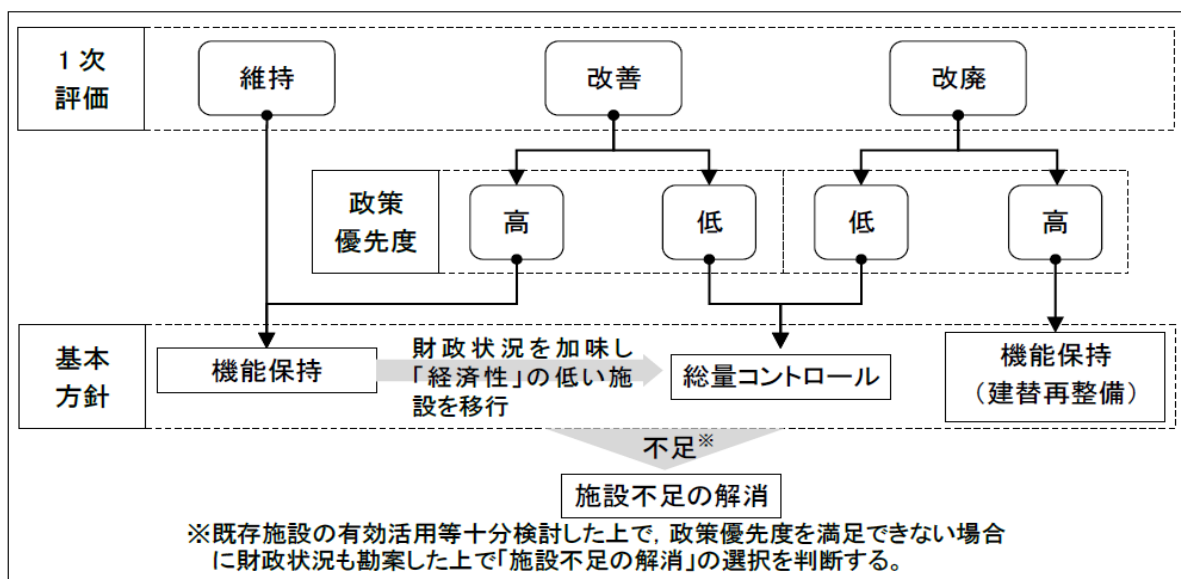 1次
評価
維持
改善
改廃
政策
優先度
高
低
低
高
基本
方針
機能保持
財政状況を加味し
「経済性」の低い施
設を移行
総量コントロール
機能保持
（建替再整備）
不足※
施設不足の解消
※既存施設の有効活用等十分検討した上で，政策優先度を満足できない場合
に財政状況も勘案した上で「施設不足の解消」の選択を判断する。